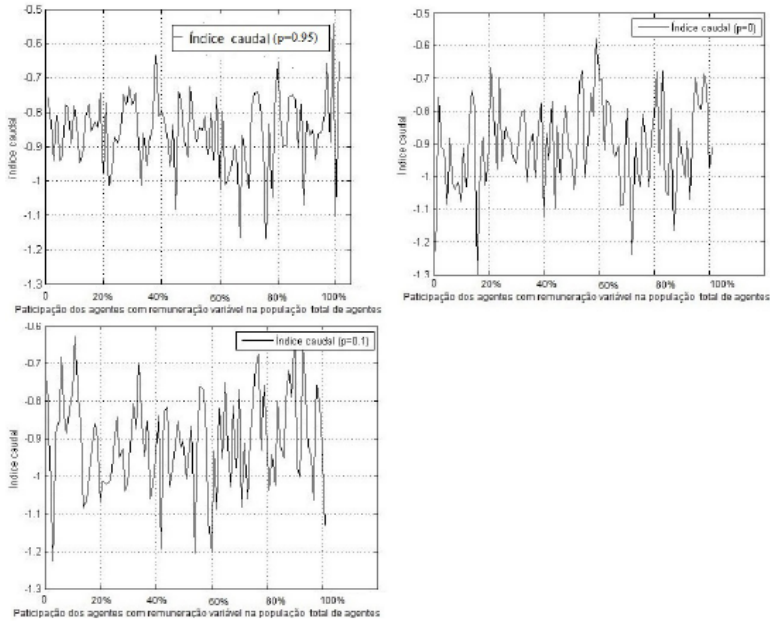 -0.5
-0.6
-0.7
-0.8
-0.9
-1
-1.1
-1.2
-1.3
Índice caudal
Índice caudal (p=0.95)
0 20% 40% 60% 80% 100%
Paticipação dos agentes com remuneração variável na população total de agentes
-0.5
-0.6
-0.7
-0.8
-0.9
-1
-1.1
-1.2
-1.3
Índice caudal
Índice caudal (p=0)
0 20% 40% 60% 80% 100%
Paticipação dos agentes com remuneração variável na população total de agentes
-0.6
-0.7
-0.8
-0.9
-1
-1.1
-1.2
-1.3
Índice caudal
Índice caudal (p=0.1)
0 20% 40% 60% 80% 100%
Paticipação dos agentes com remuneração variável na população total de agentes